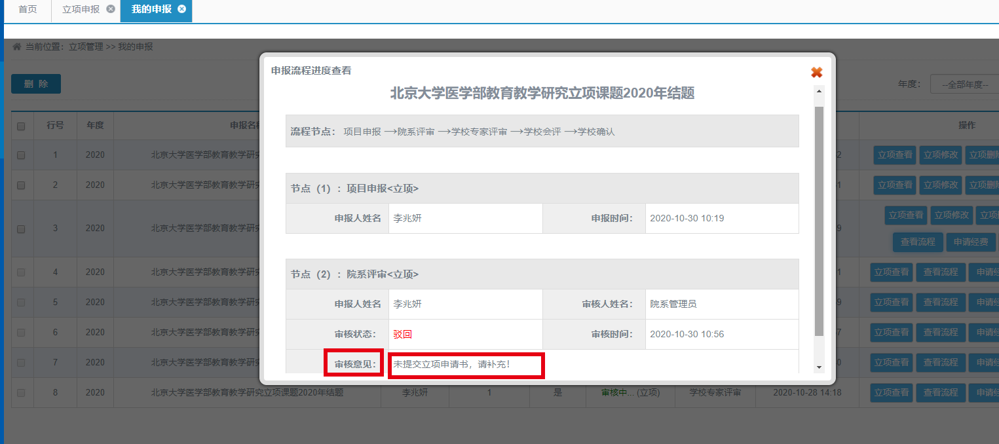 首页 立项申报 我的申报
当前位置：立项管理 >> 我的申报
删 除
年度： --全部年度--
行号 年度 申报名称 操作
1 2020 北京大学医学部教育教学研究 2 立项查看 立项修改 立项删除
2 2020 北京大学医学部教育教学研究 1 立项查看 立项修改 立项删除
3 2020 北京大学医学部教育教学研究 9 立项查看 立项修改 立项
查看流程 申请经费
4 2020 北京大学医学部教育教学研究 1 立项查看 查看流程 申请经
5 2020 北京大学医学部教育教学研究 9 立项查看 查看流程 申请经
6 2020 北京大学医学部教育教学研究 7 立项查看 查看流程 申请经
7 2020 北京大学医学部教育教学研究 0 立项查看 查看流程 申请经
8 2020 北京大学医学部教育教学研究立项课题2020年结题 李兆妍 1 是 审核中... (立项) 学校专家评审 2020-10-28 14:18 立项查看 查看流程 申请经
申报流程进度查看
北京大学医学部教育教学研究立项课题2020年结题
流程节点： 项目申报 —>院系评审 —>学校专家评审 —>学校会评 —>学校确认
节点（1）：项目申报<立项>
申报人姓名 李兆妍 申报时间： 2020-10-30 10:19
节点（2）：院系评审<立项>
申报人姓名 李兆妍 审核人姓名： 院系管理员
审核状态： 驳回 审核时间： 2020-10-30 10:56
审核意见： 未提交立项申请书，请补充！